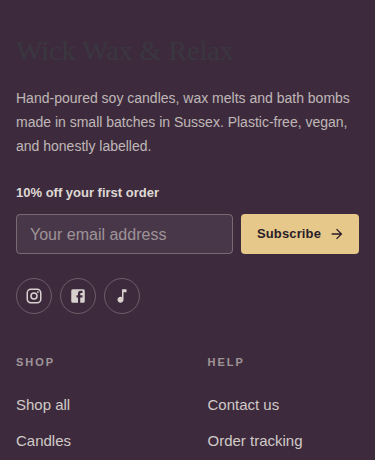 Wick Wax & Relax
Hand-poured soy candles, wax melts and bath bombs
made in small batches in Sussex. Plastic-free, vegan,
and honestly labelled.
10% off your first order
Your email address
Subscribe
SHOP
HELP
Shop all
Contact us
Candles
Order tracking